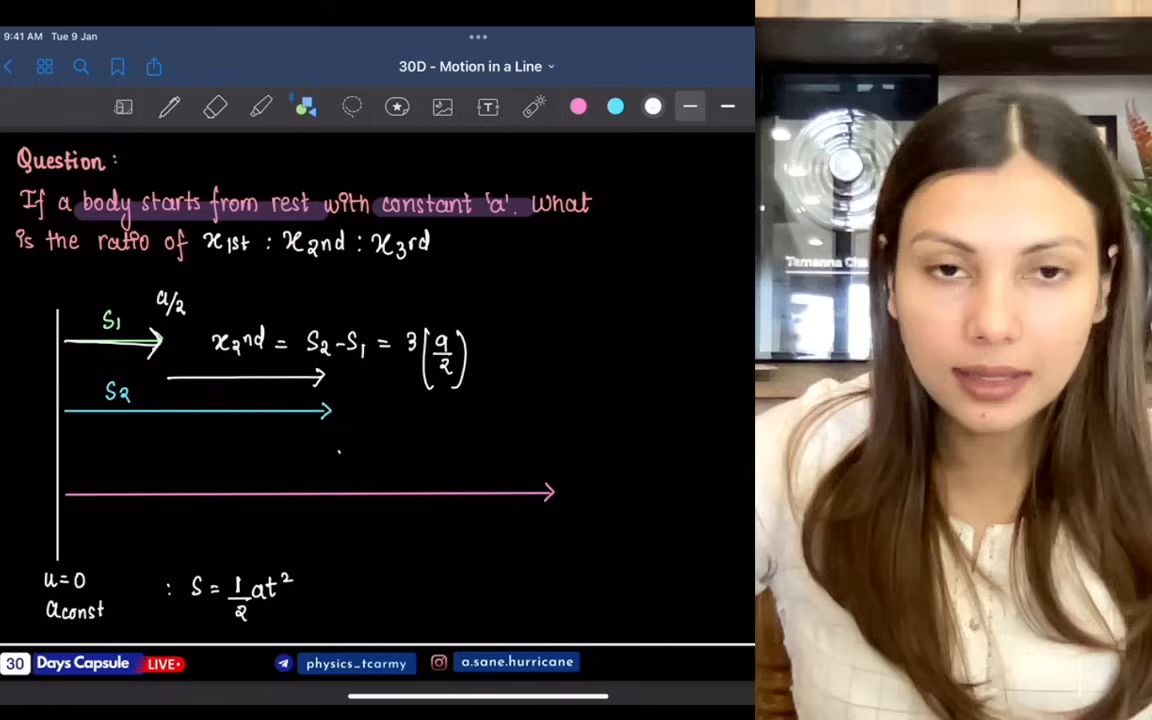 9:41 AM Tue 9 Jan
30D - Motion in a Line
Question:
If a body starts from rest with constant 'a'. What
is the ratio of x1st : x2nd : x3rd
a/2
S1
x2nd = S2-S1 = 3(a/2)
S2
u=0
: S = 1/2 at²
a const
30 Days Capsule LIVE
physics_tcarmy
a.sane.hurricane